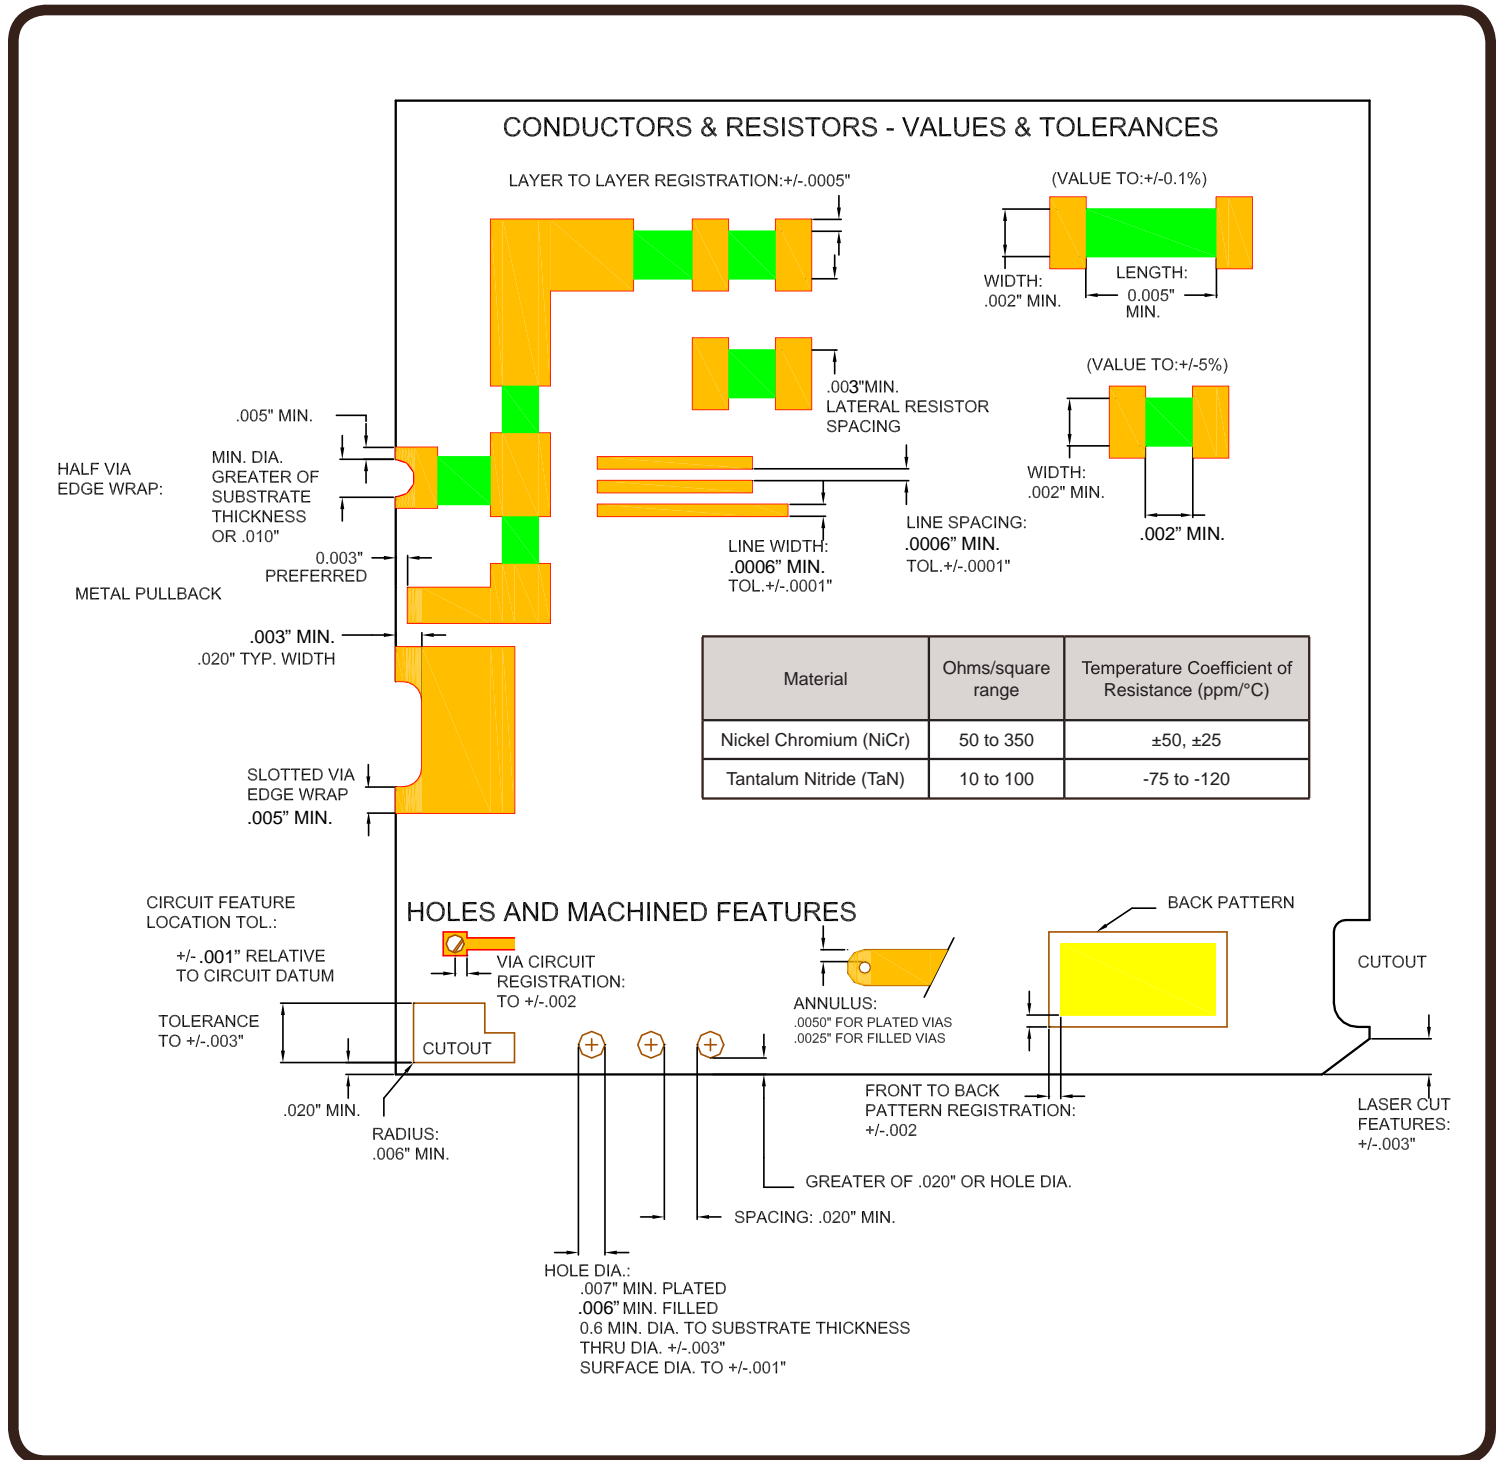 CONDUCTORS & RESISTORS - VALUES & TOLERANCES
LAYER TO LAYER REGISTRATION:+/-.0005"
(VALUE TO:+/-0.1%)
WIDTH:
.002" MIN.
LENGTH:
0.005"
MIN.
(VALUE TO:+/-5%)
WIDTH:
.002" MIN.
.002” MIN.
.003"MIN.
LATERAL RESISTOR
SPACING
.005" MIN.
HALF VIA
EDGE WRAP:
MIN. DIA.
GREATER OF
SUBSTRATE
THICKNESS
OR .010"
LINE SPACING:
.0006” MIN.
TOL.+/-.0001"
LINE WIDTH:
.0006” MIN.
TOL.+/-.0001"
0.003"
PREFERRED
METAL PULLBACK
.003” MIN.
.020" TYP. WIDTH
Material
Ohms/square
range
Temperature Coefficient of
Resistance (ppm/°C)
Nickel Chromium (NiCr)
50 to 350
±50, ±25
Tantalum Nitride (TaN)
10 to 100
-75 to -120
SLOTTED VIA
EDGE WRAP
.005” MIN.
CIRCUIT FEATURE
LOCATION TOL.:
+/- .001” RELATIVE
TO CIRCUIT DATUM
HOLES AND MACHINED FEATURES
VIA CIRCUIT
REGISTRATION:
TO +/-.002
BACK PATTERN
CUTOUT
ANNULUS:
.0050" FOR PLATED VIAS
.0025" FOR FILLED VIAS
TOLERANCE
TO +/-.003"
CUTOUT
.020" MIN.
RADIUS:
.006" MIN.
FRONT TO BACK
PATTERN REGISTRATION:
+/-.002
LASER CUT
FEATURES:
+/-.003"
GREATER OF .020" OR HOLE DIA.
SPACING: .020" MIN.
HOLE DIA.:
.007" MIN. PLATED
.006” MIN. FILLED
0.6 MIN. DIA. TO SUBSTRATE THICKNESS
THRU DIA. +/-.003"
SURFACE DIA. TO +/-.001"